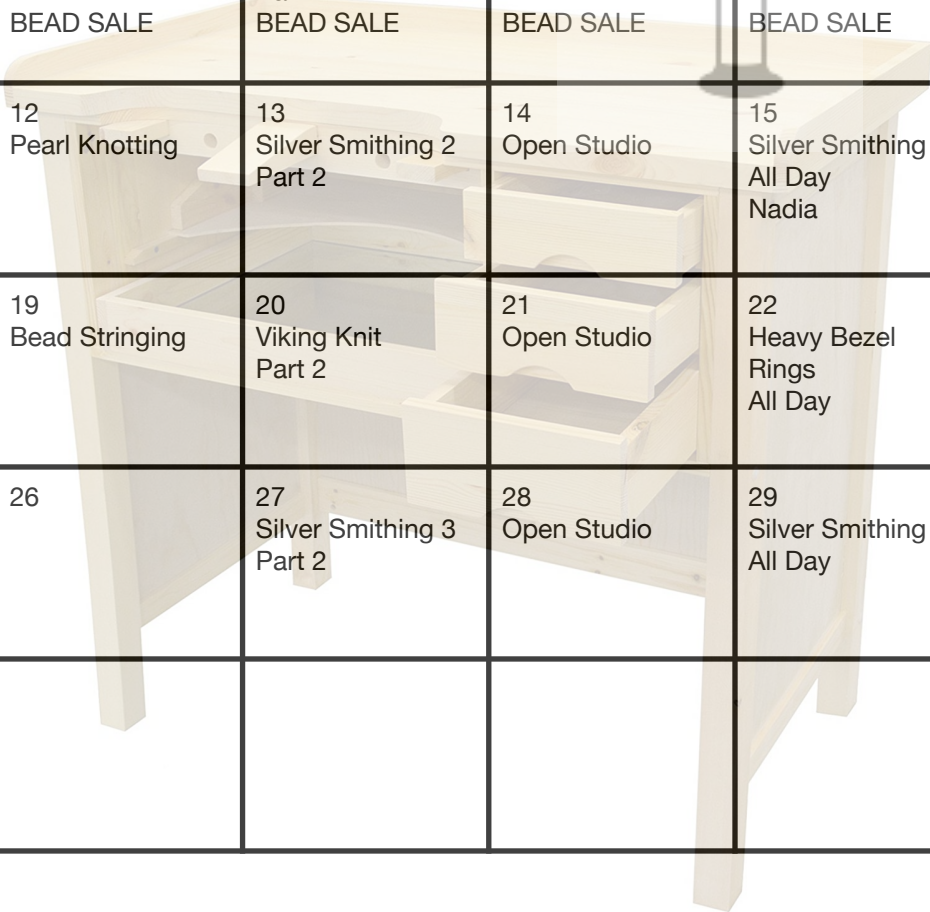 BEAD SALE
BEAD SALE
BEAD SALE
BEAD SALE
12
Pearl Knotting
13
Silver Smithing 2
Part 2
14
Open Studio
15
Silver Smithing
All Day
Nadia
19
Bead Stringing
20
Viking Knit
Part 2
21
Open Studio
22
Heavy Bezel
Rings
All Day
26
27
Silver Smithing 3
Part 2
28
Open Studio
29
Silver Smithing
All Day